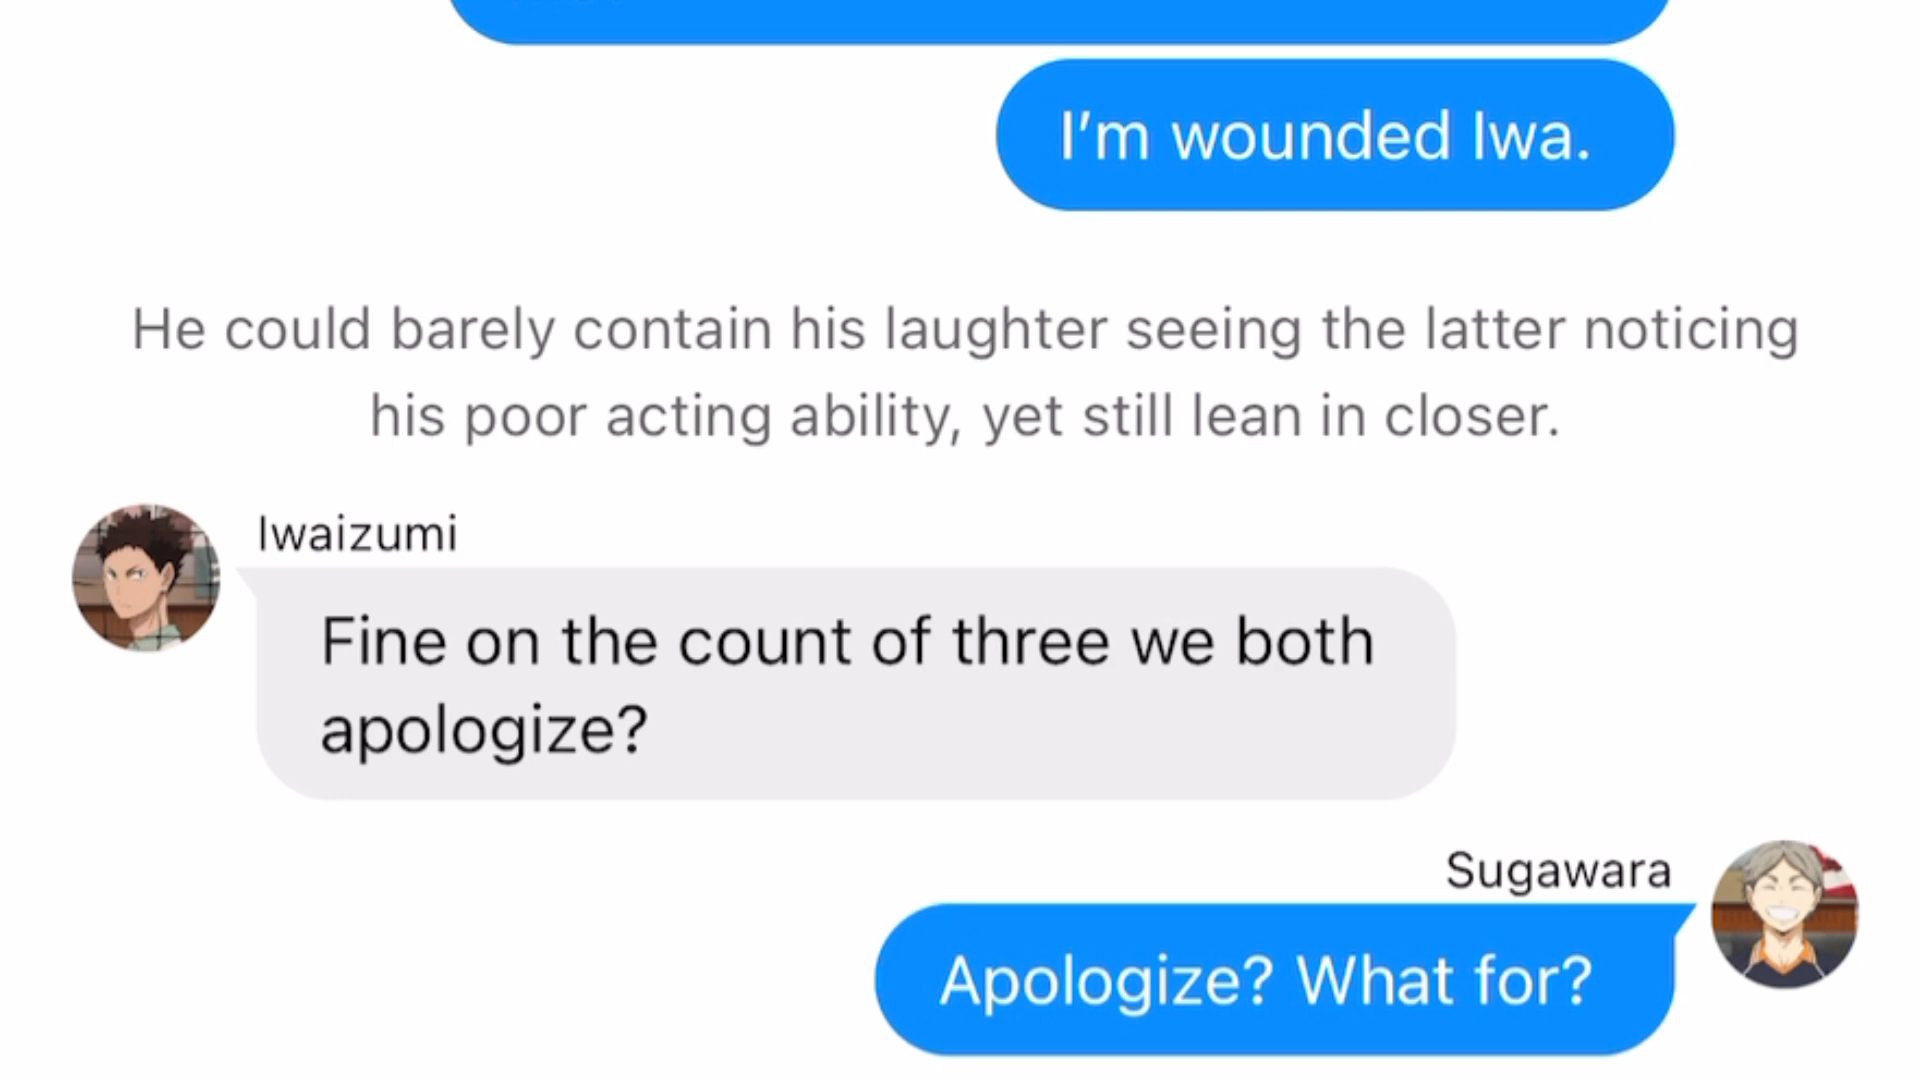 I'm wounded Iwa.
He could barely contain his laughter seeing the latter noticing
his poor acting ability, yet still lean in closer.
Iwaizumi
Fine on the count of three we both
apologize?
Sugawara
Apologize? What for?